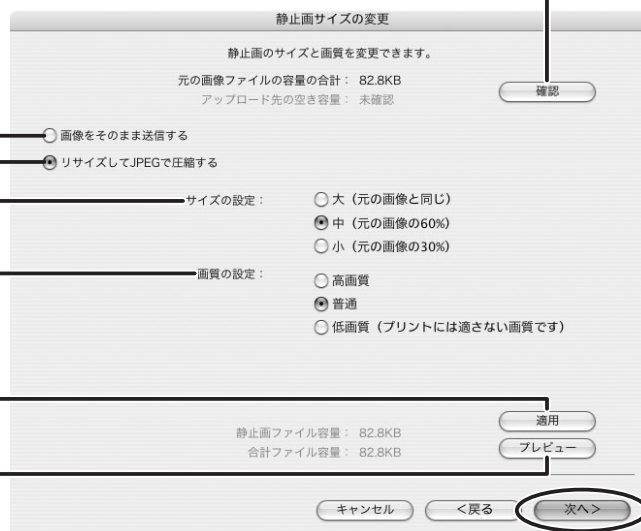 静止画サイズの変更
静止画のサイズと画質を変更できます。
元の画像ファイルの容量の合計： 82.8KB
確認
アップロード先の空き容量： 未確認
画像をそのまま送信する
リサイズしてJPEGで圧縮する
サイズの設定：
大（元の画像と同じ）
中（元の画像の60%）
小（元の画像の30%）
画質の設定：
高画質
普通
低画質（プリントには適さない画質です）
適用
静止画ファイル容量： 82.8KB
合計ファイル容量： 82.8KB
プレビュー
キャンセル
<戻る
次へ>